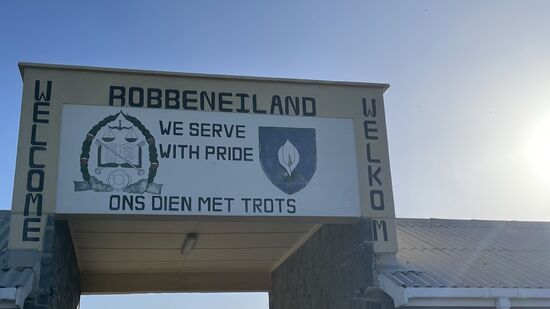 ROBBENEILAND
WELCOME
WE SERVE
WITH PRIDE
ONS DIEN MET TROTS
WELKOM